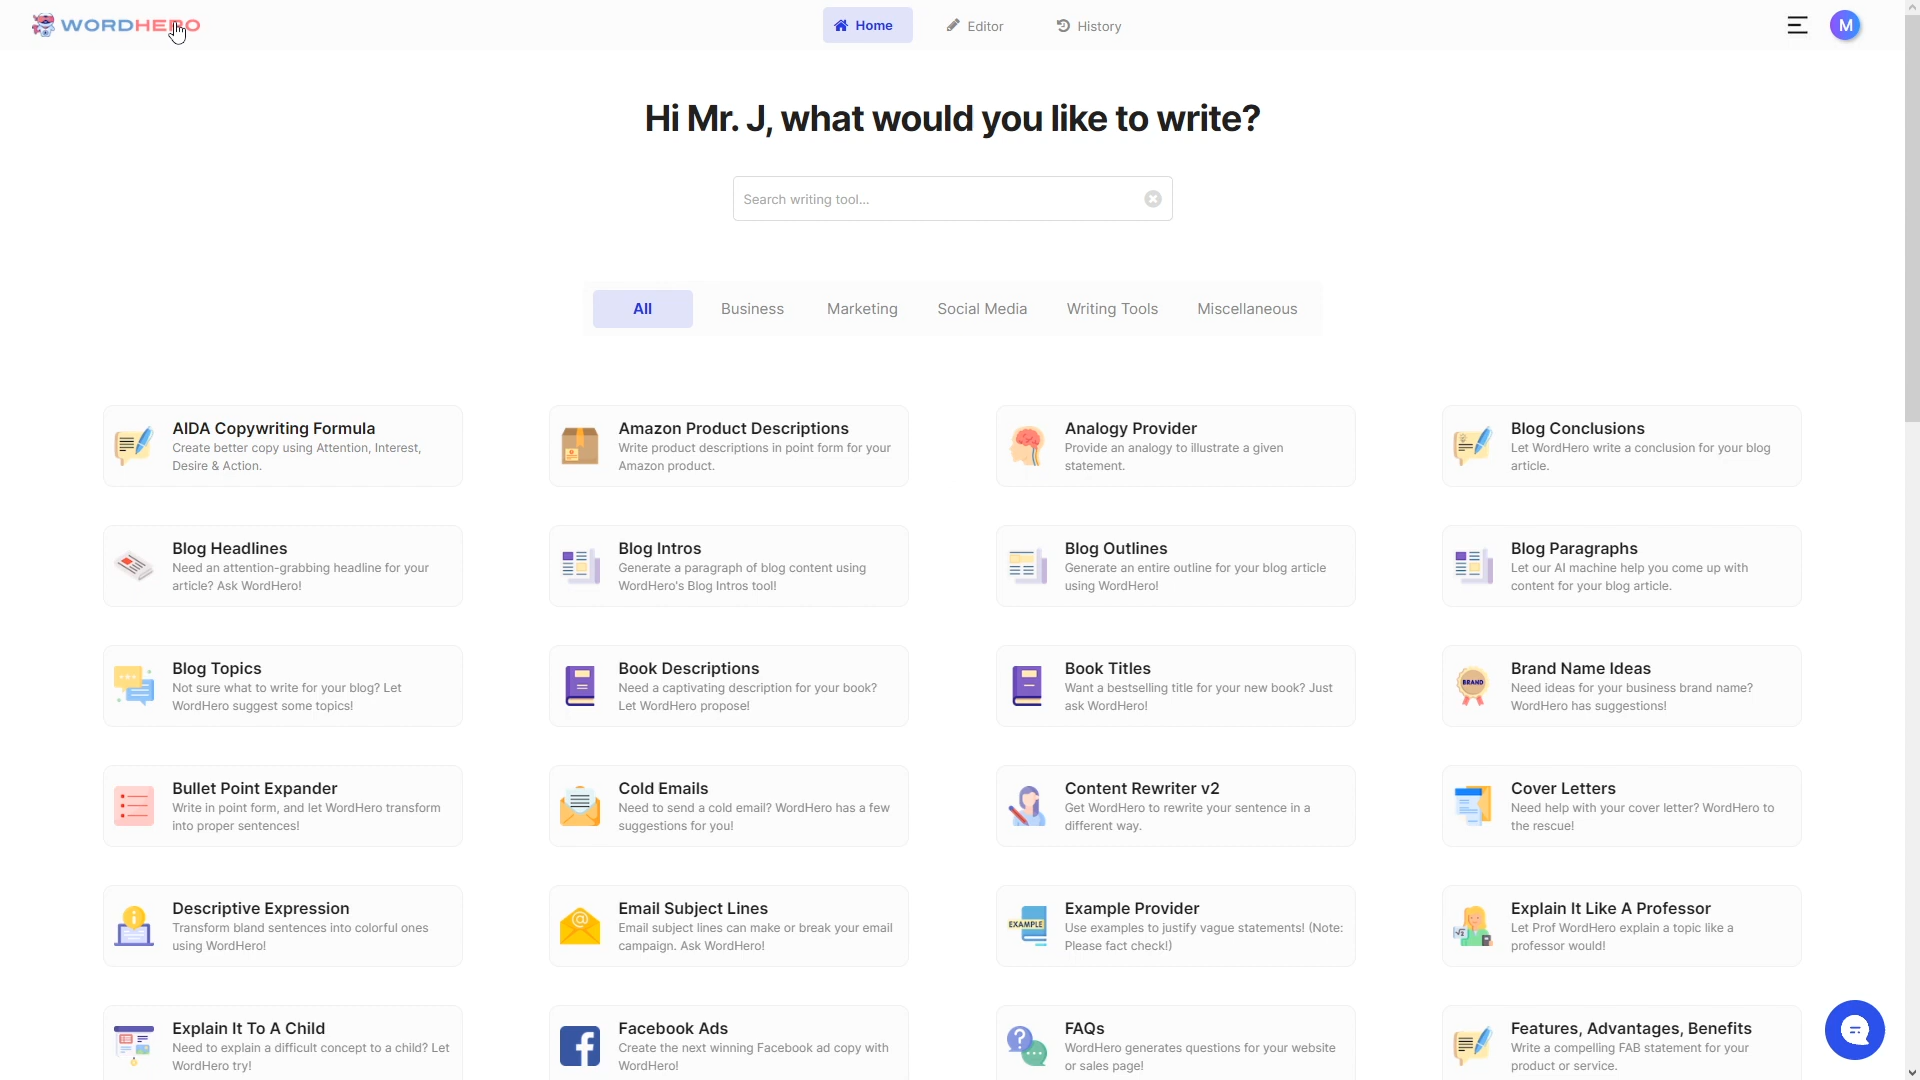 WORDHERO
Home
Editor
History
M
Hi Mr. J, what would you like to write?
Search writing tool...
All
Business
Marketing
Social Media
Writing Tools
Miscellaneous
AIDA Copywriting Formula
Create better copy using Attention, Interest,
Desire & Action.
Amazon Product Descriptions
Write product descriptions in point form for your
Amazon product.
Analogy Provider
Provide an analogy to illustrate a given
statement.
Blog Conclusions
Let WordHero write a conclusion for your blog
article.
Blog Headlines
Need an attention-grabbing headline for your
article? Ask WordHero!
Blog Intros
Generate a paragraph of blog content using
WordHero's Blog Intros tool!
Blog Outlines
Generate an entire outline for your blog article
using WordHero!
Blog Paragraphs
Let our AI machine help you come up with
content for your blog article.
Blog Topics
Not sure what to write for your blog? Let
WordHero suggest some topics!
Book Descriptions
Need a captivating description for your book?
Let WordHero propose!
Book Titles
Want a bestselling title for your new book? Just
ask WordHero!
BRAND
Brand Name Ideas
Need ideas for your business brand name?
WordHero has suggestions!
Bullet Point Expander
Write in point form, and let WordHero transform
into proper sentences!
Cold Emails
Need to send a cold email? WordHero has a few
suggestions for you!
Content Rewriter v2
Get WordHero to rewrite your sentence in a
different way.
Cover Letters
Need help with your cover letter? WordHero to
the rescue!
Descriptive Expression
Transform bland sentences into colorful ones
using WordHero!
Email Subject Lines
Email subject lines can make or break your email
campaign. Ask WordHero!
EXAMPLE
Example Provider
Use examples to justify vague statements! (Note:
Please fact check!)
Explain It Like A Professor
Let Prof WordHero explain a topic like a
professor would!
Explain It To A Child
Need to explain a difficult concept to a child? Let
WordHero try!
Facebook Ads
Create the next winning Facebook ad copy with
WordHero!
FAQs
WordHero generates questions for your website
or sales page!
Features, Advantages, Benefits
Write a compelling FAB statement for your
product or service.